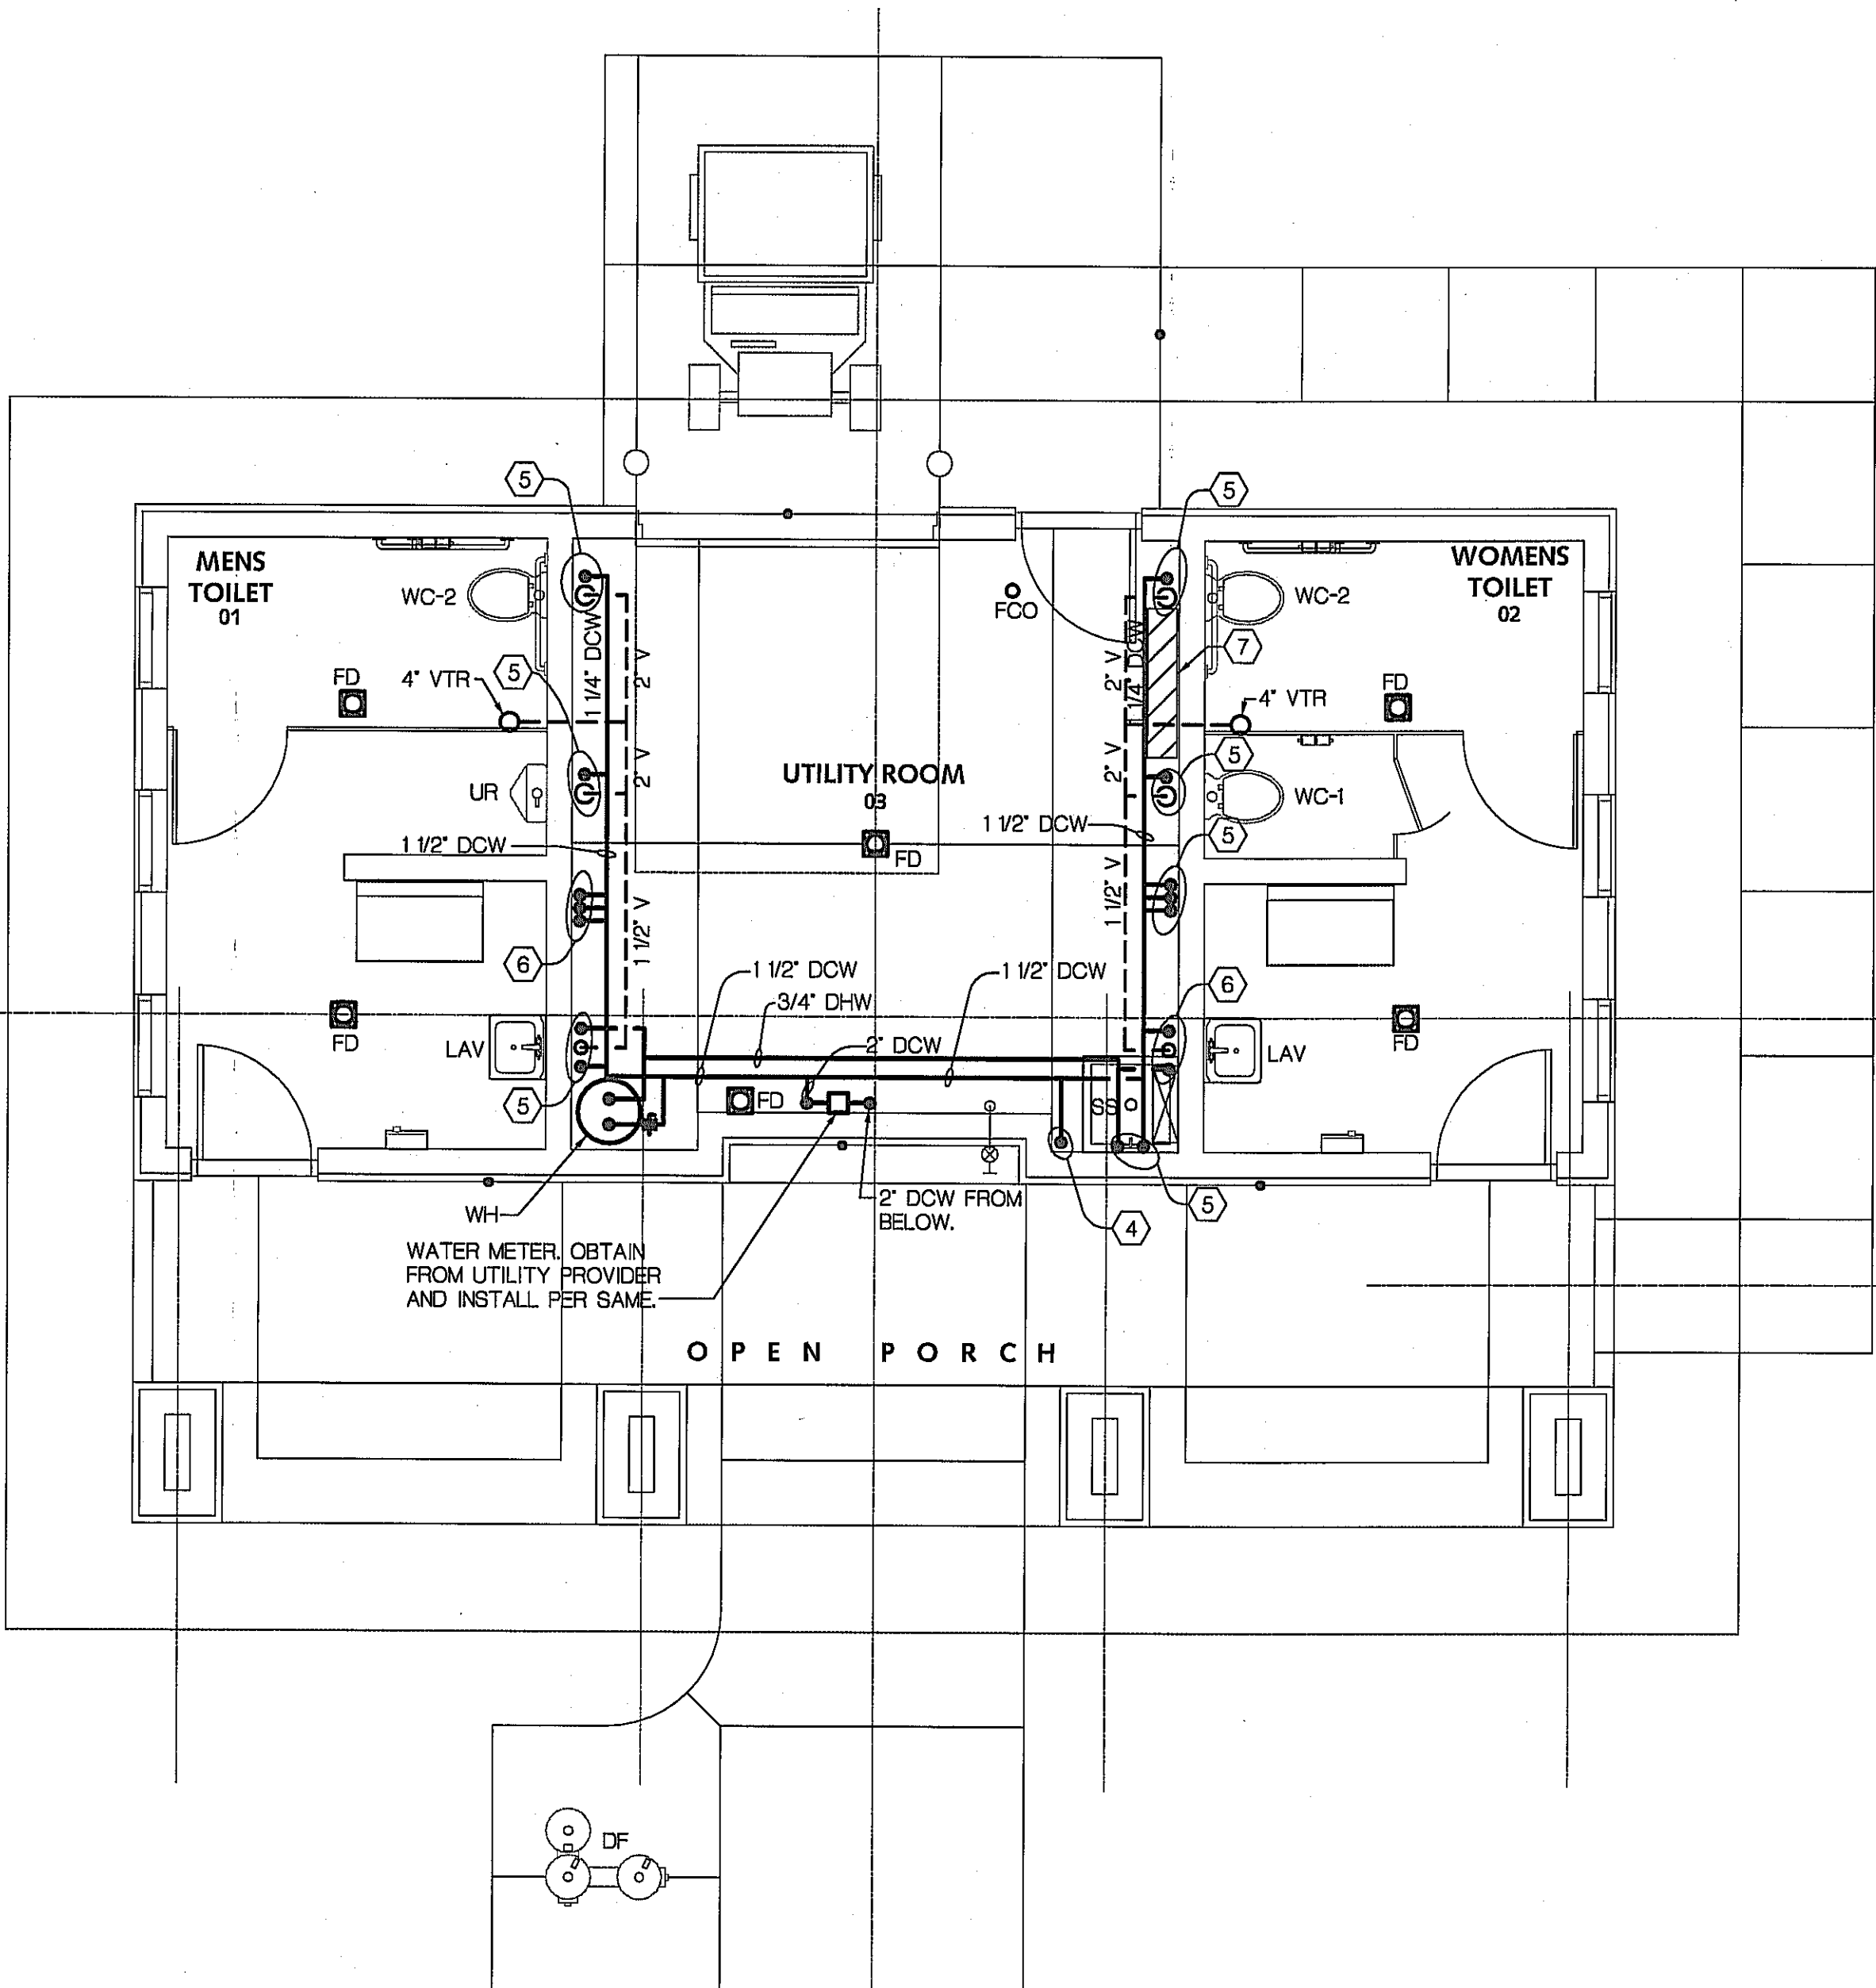 5
5
MENS
TOILET
01
WC-2
WOMENS
TOILET
02
WC-2
FCO
1 1/4" DCW
2" V
2" V
1 1/4" DCW
7
5
FD
4" VTR
4" VTR
FD
UR
2" V
UTILITY ROOM
03
2" V
5
WC-1
1 1/2" DCW
FD
1 1/2" DCW
5
1 1/2" V
1 1/2" V
6
1 1/2" DCW
3/4" DHW
1 1/2" DCW
6
FD
LAV
2" DCW
LAV
FD
5
FD
SS
WH
2" DCW FROM
BELOW.
4
5
WATER METER. OBTAIN
FROM UTILITY PROVIDER
AND INSTALL PER SAME.
OPEN PORCH
DF